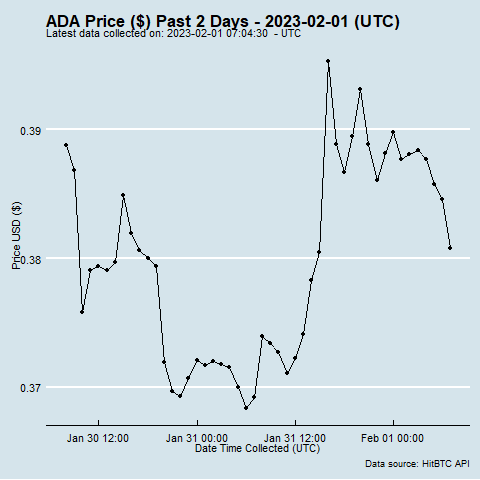 ADA Price ($) Past 2 Days - 2023-02-01 (UTC)
Latest data collected on: 2023-02-01 07:04:30 - UTC
Price USD ($)
0.39
0.38
0.37
Jan 30 12:00 Jan 31 00:00 Jan 31 12:00 Feb 01 00:00
Date Time Collected (UTC)
Data source: HitBTC API